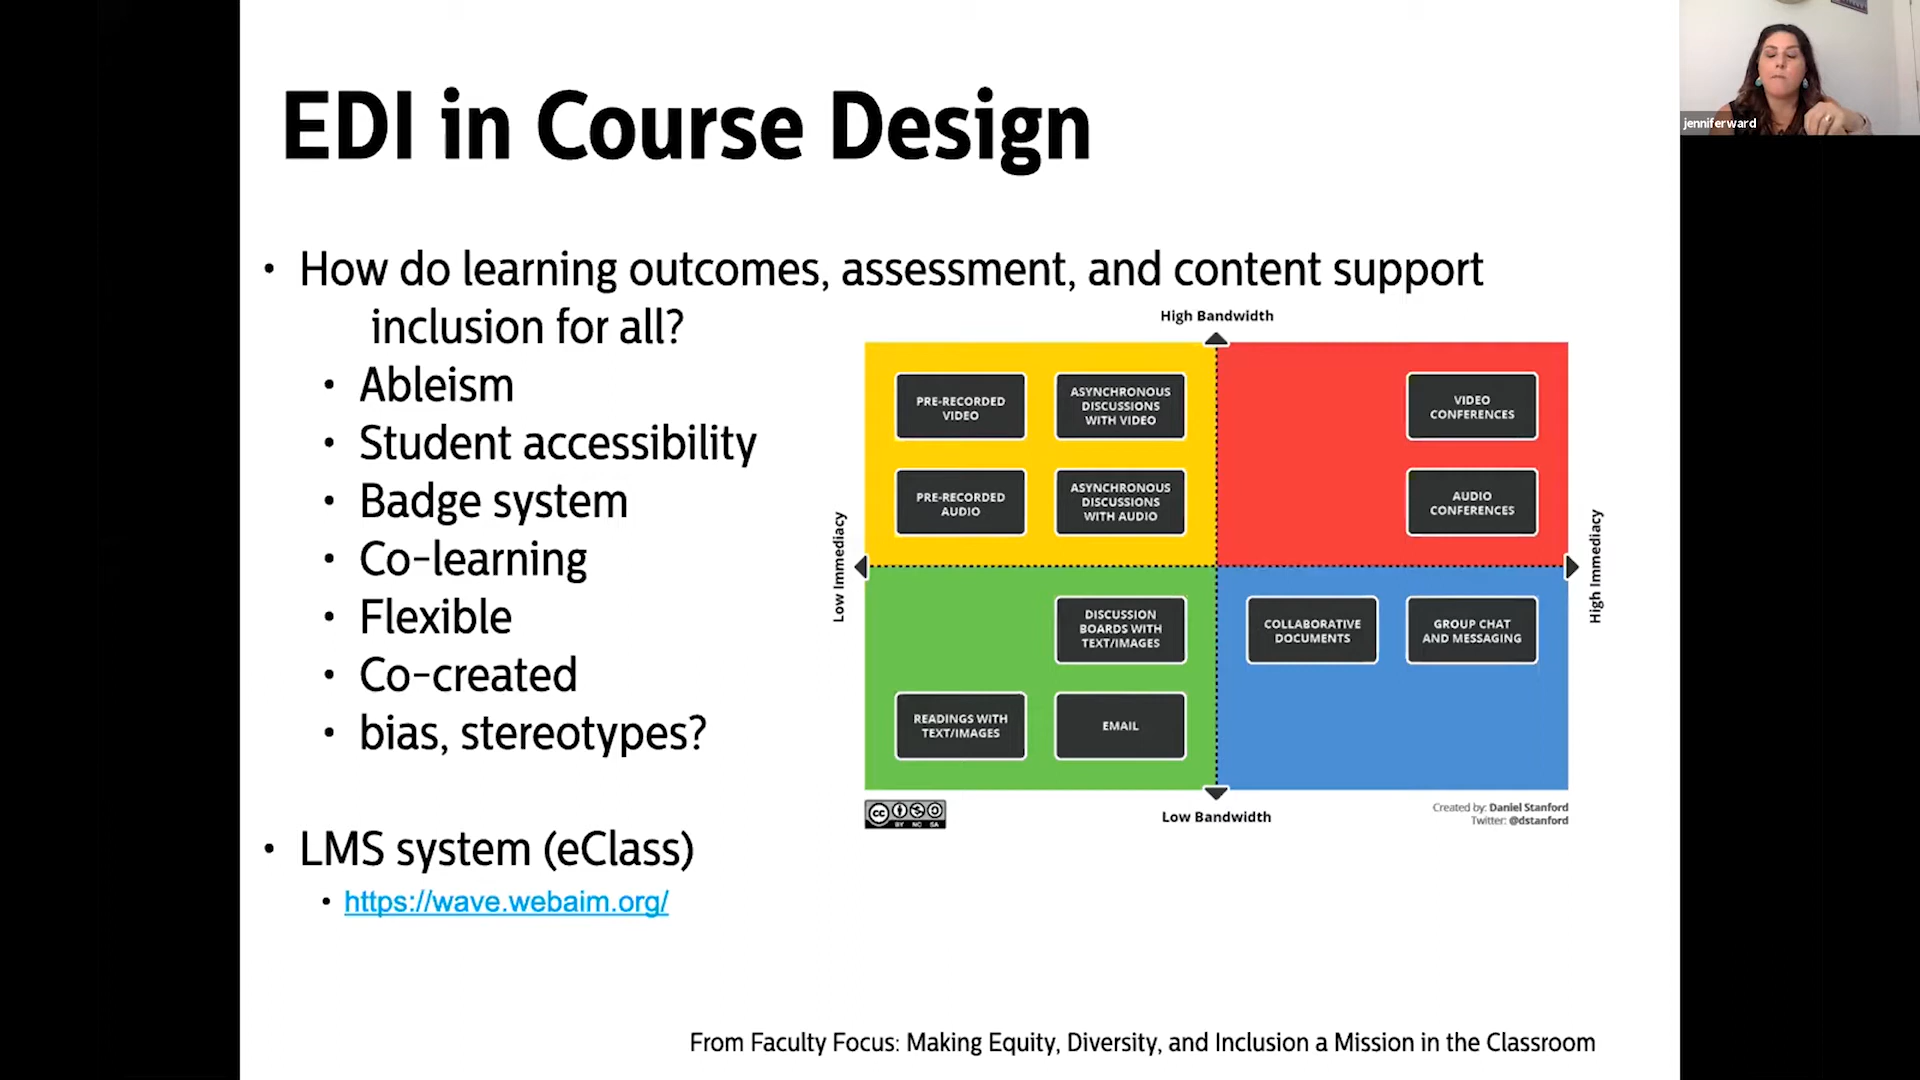 EDI in Course Design
jenniferward
• How do learning outcomes, assessment, and content support
inclusion for all?
• Ableism
• Student accessibility
• Badge system
• Co-learning
• Flexible
• Co-created
• bias, stereotypes?
• LMS system (eClass)
• https://wave.webaim.org/
High Bandwidth
PRE-RECORDED
VIDEO
ASYNCHRONOUS
DISCUSSIONS
WITH VIDEO
VIDEO
CONFERENCES
PRE-RECORDED
AUDIO
ASYNCHRONOUS
DISCUSSIONS
WITH AUDIO
AUDIO
CONFERENCES
Low Immediacy
High Immediacy
DISCUSSION
BOARDS WITH
TEXT/IMAGES
COLLABORATIVE
DOCUMENTS
GROUP CHAT
AND MESSAGING
READINGS WITH
TEXT/IMAGES
EMAIL
cc
BY NC SA
Low Bandwidth
Created by: Daniel Stanford
Twitter: @dstanford
From Faculty Focus: Making Equity, Diversity, and Inclusion a Mission in the Classroom